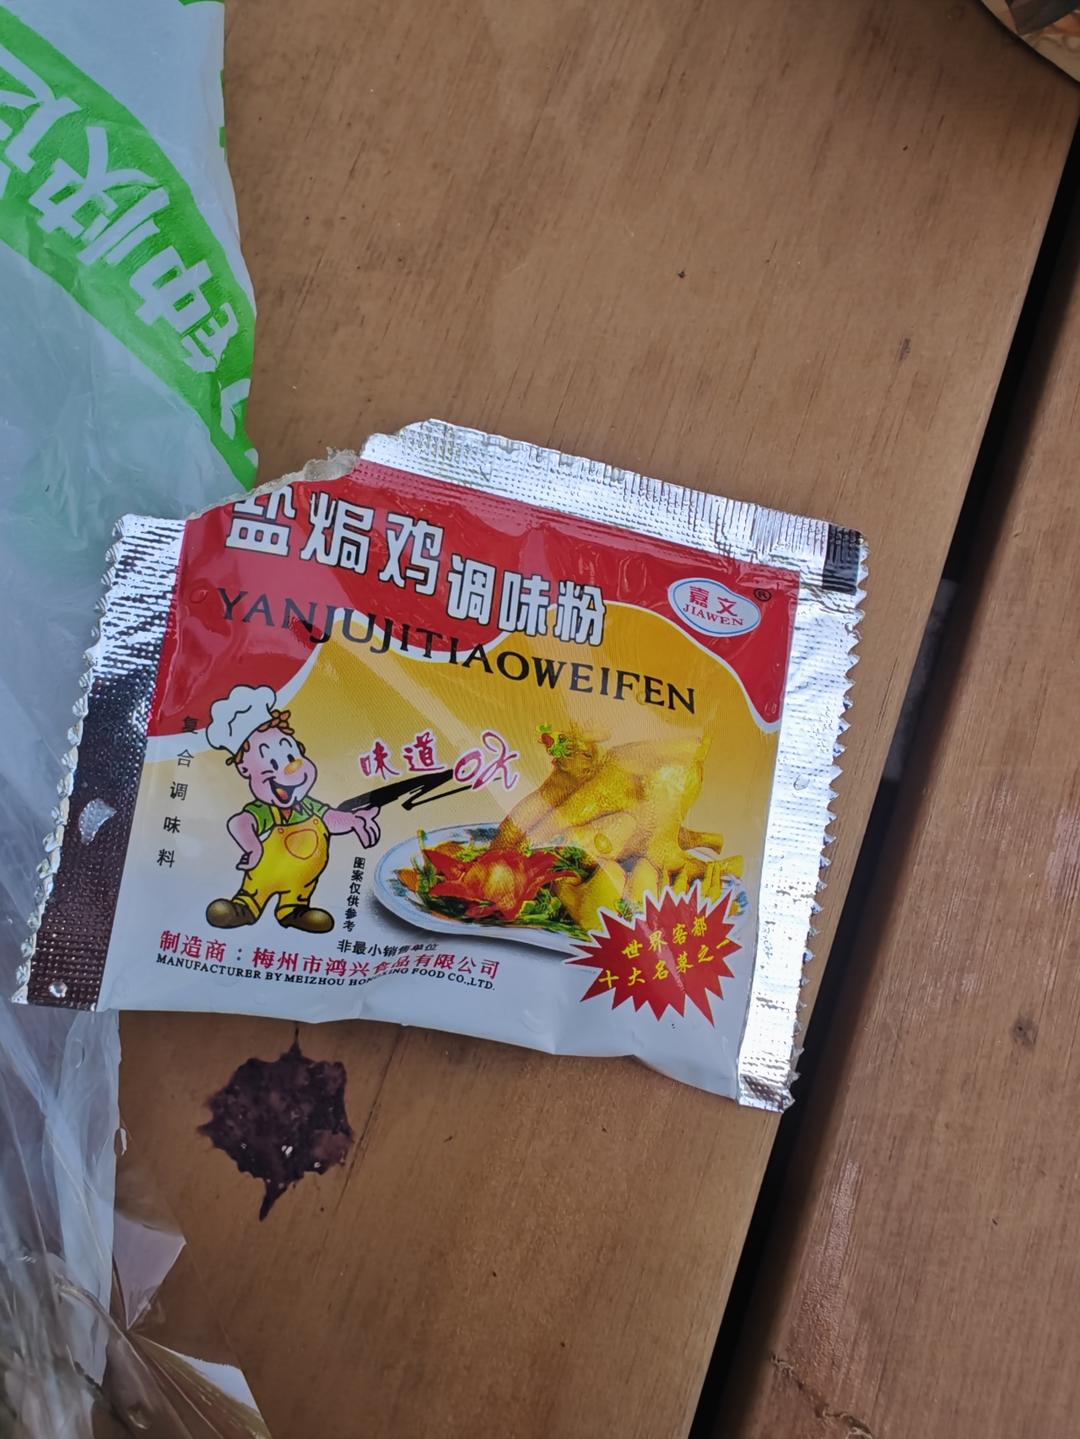 盐焗鸡调味粉
YANJUJITIAOWEIFEN
嘉文®
JIAWEN
复合调味料
味道OK
图案仅供参考
非最小销售单位
制造商：梅州市鸿兴食品有限公司
MANUFACTURER BY MEIZHOU HONGXING FOOD CO.,LTD.
世界客都
十大名菜之一